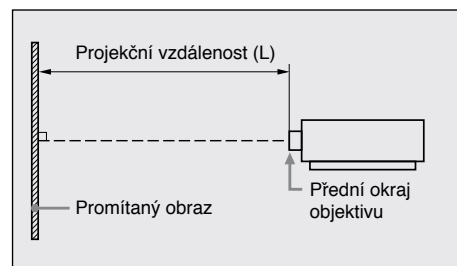 Projekční vzdálenost (L)
Přední okraj
objektivu
Promítaný obraz